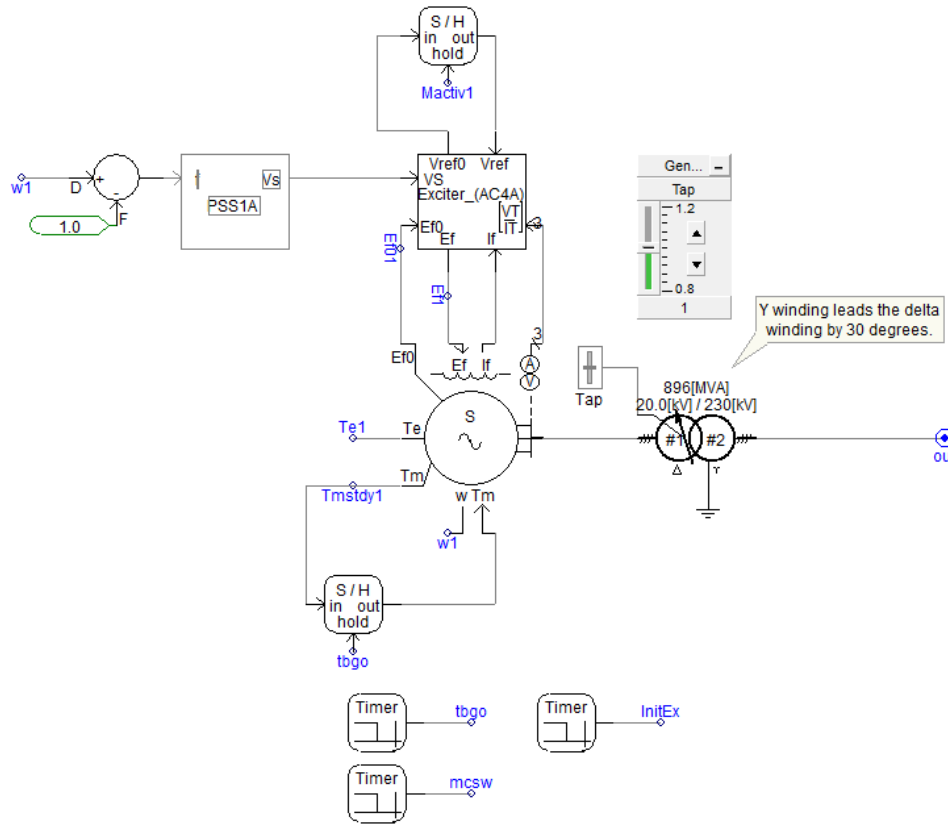 S / H
in out
hold
Mactiv1
Vref0 Vref
VS
Exciter_(AC4A)
VT
IT
3
Ef0
Ef If
w1
D
+
-
F
1.0
Vs
PSS1A
Gen... –
Tap
1.2
0.8
1
Y winding leads the delta
winding by 30 degrees.
Ef01
Ef1
3
Ef0
Ef If
A
V
S
Te1
Te
Tm
Tmstdy1
w Tm
w1
Tap
896[MVA]
20.0[kV] / 230[kV]
#1 #2
Δ
ou
S / H
in out
hold
tbgo
Timer
tbgo
Timer
InitEx
Timer
mcsw